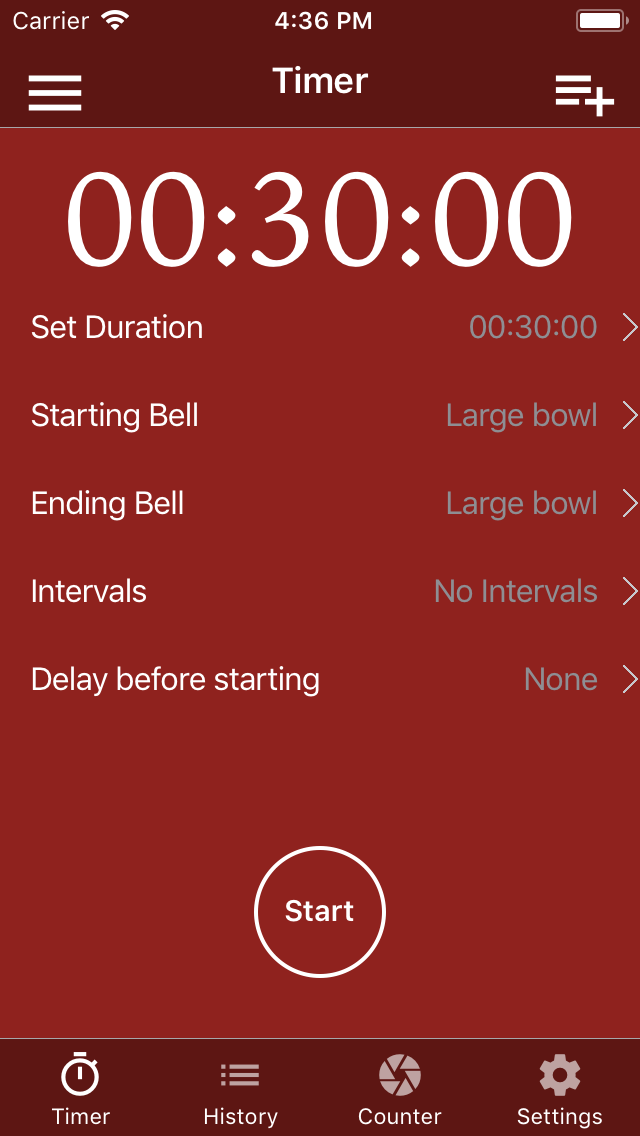 Carrier 4:36 PM
Timer
00:30:00
Set Duration 00:30:00
Starting Bell Large bowl
Ending Bell Large bowl
Intervals No Intervals
Delay before starting None
Start
Timer History Counter Settings